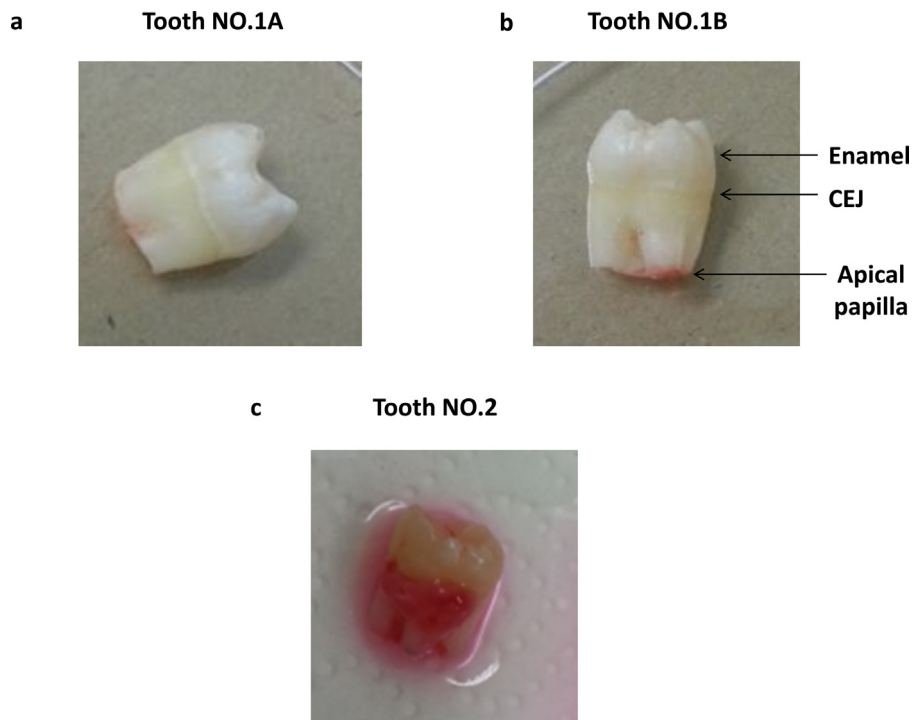 a
Tooth NO.1A
b
Tooth NO.1B
Enamel
CEJ
Apical
papilla
c
Tooth NO.2